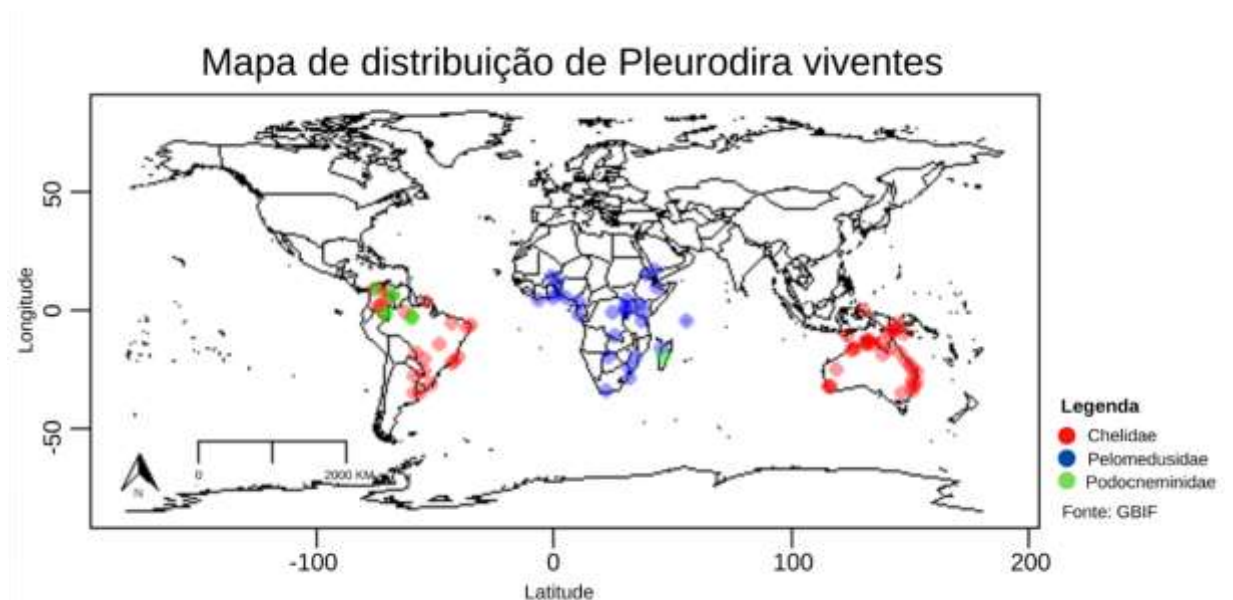 Mapa de distribuição de Pleurodira viventes
50
0
-50
Longitude
0
2000 KM
N
-100
0
100
200
Latitude
Legenda
Chelidae
Pelomedusidae
Podocneminidae
Fonte: GBIF